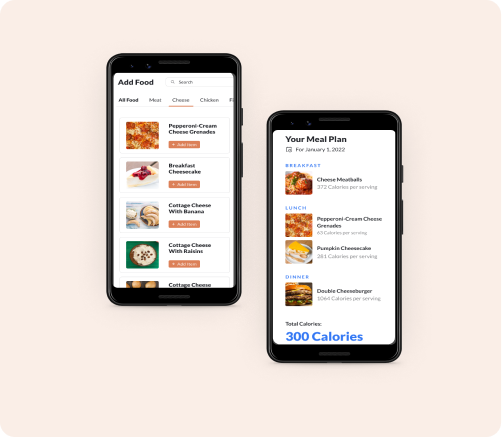 Add Food
Search
All Food Meat Cheese Chicken
Pepperoni-Cream
Cheese Grenades
+ Add Item
Breakfast
Cheesecake
+ Add Item
Cottage Cheese
With Banana
+ Add Item
Cottage Cheese
With Raisins
+ Add Item
Cottage Cheese
Your Meal Plan
For January 1, 2022
BREAKFAST
Cheese Meatballs
372 Calories per serving
LUNCH
Pepperoni-Cream Cheese
Grenades
63 Calories per serving
Pumpkin Cheesecake
281 Calories per serving
DINNER
Double Cheeseburger
1064 Calories per serving
Total Calories:
300 Calories